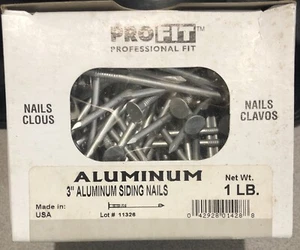 PROFIT™
PROFESSIONAL FIT
NAILS
CLOUS
NAILS
CLAVOS
ALUMINUM
3" ALUMINUM SIDING NAILS
Net Wt.
1 LB.
Made in:
USA
Lot # 11326
0 42928 01428 8